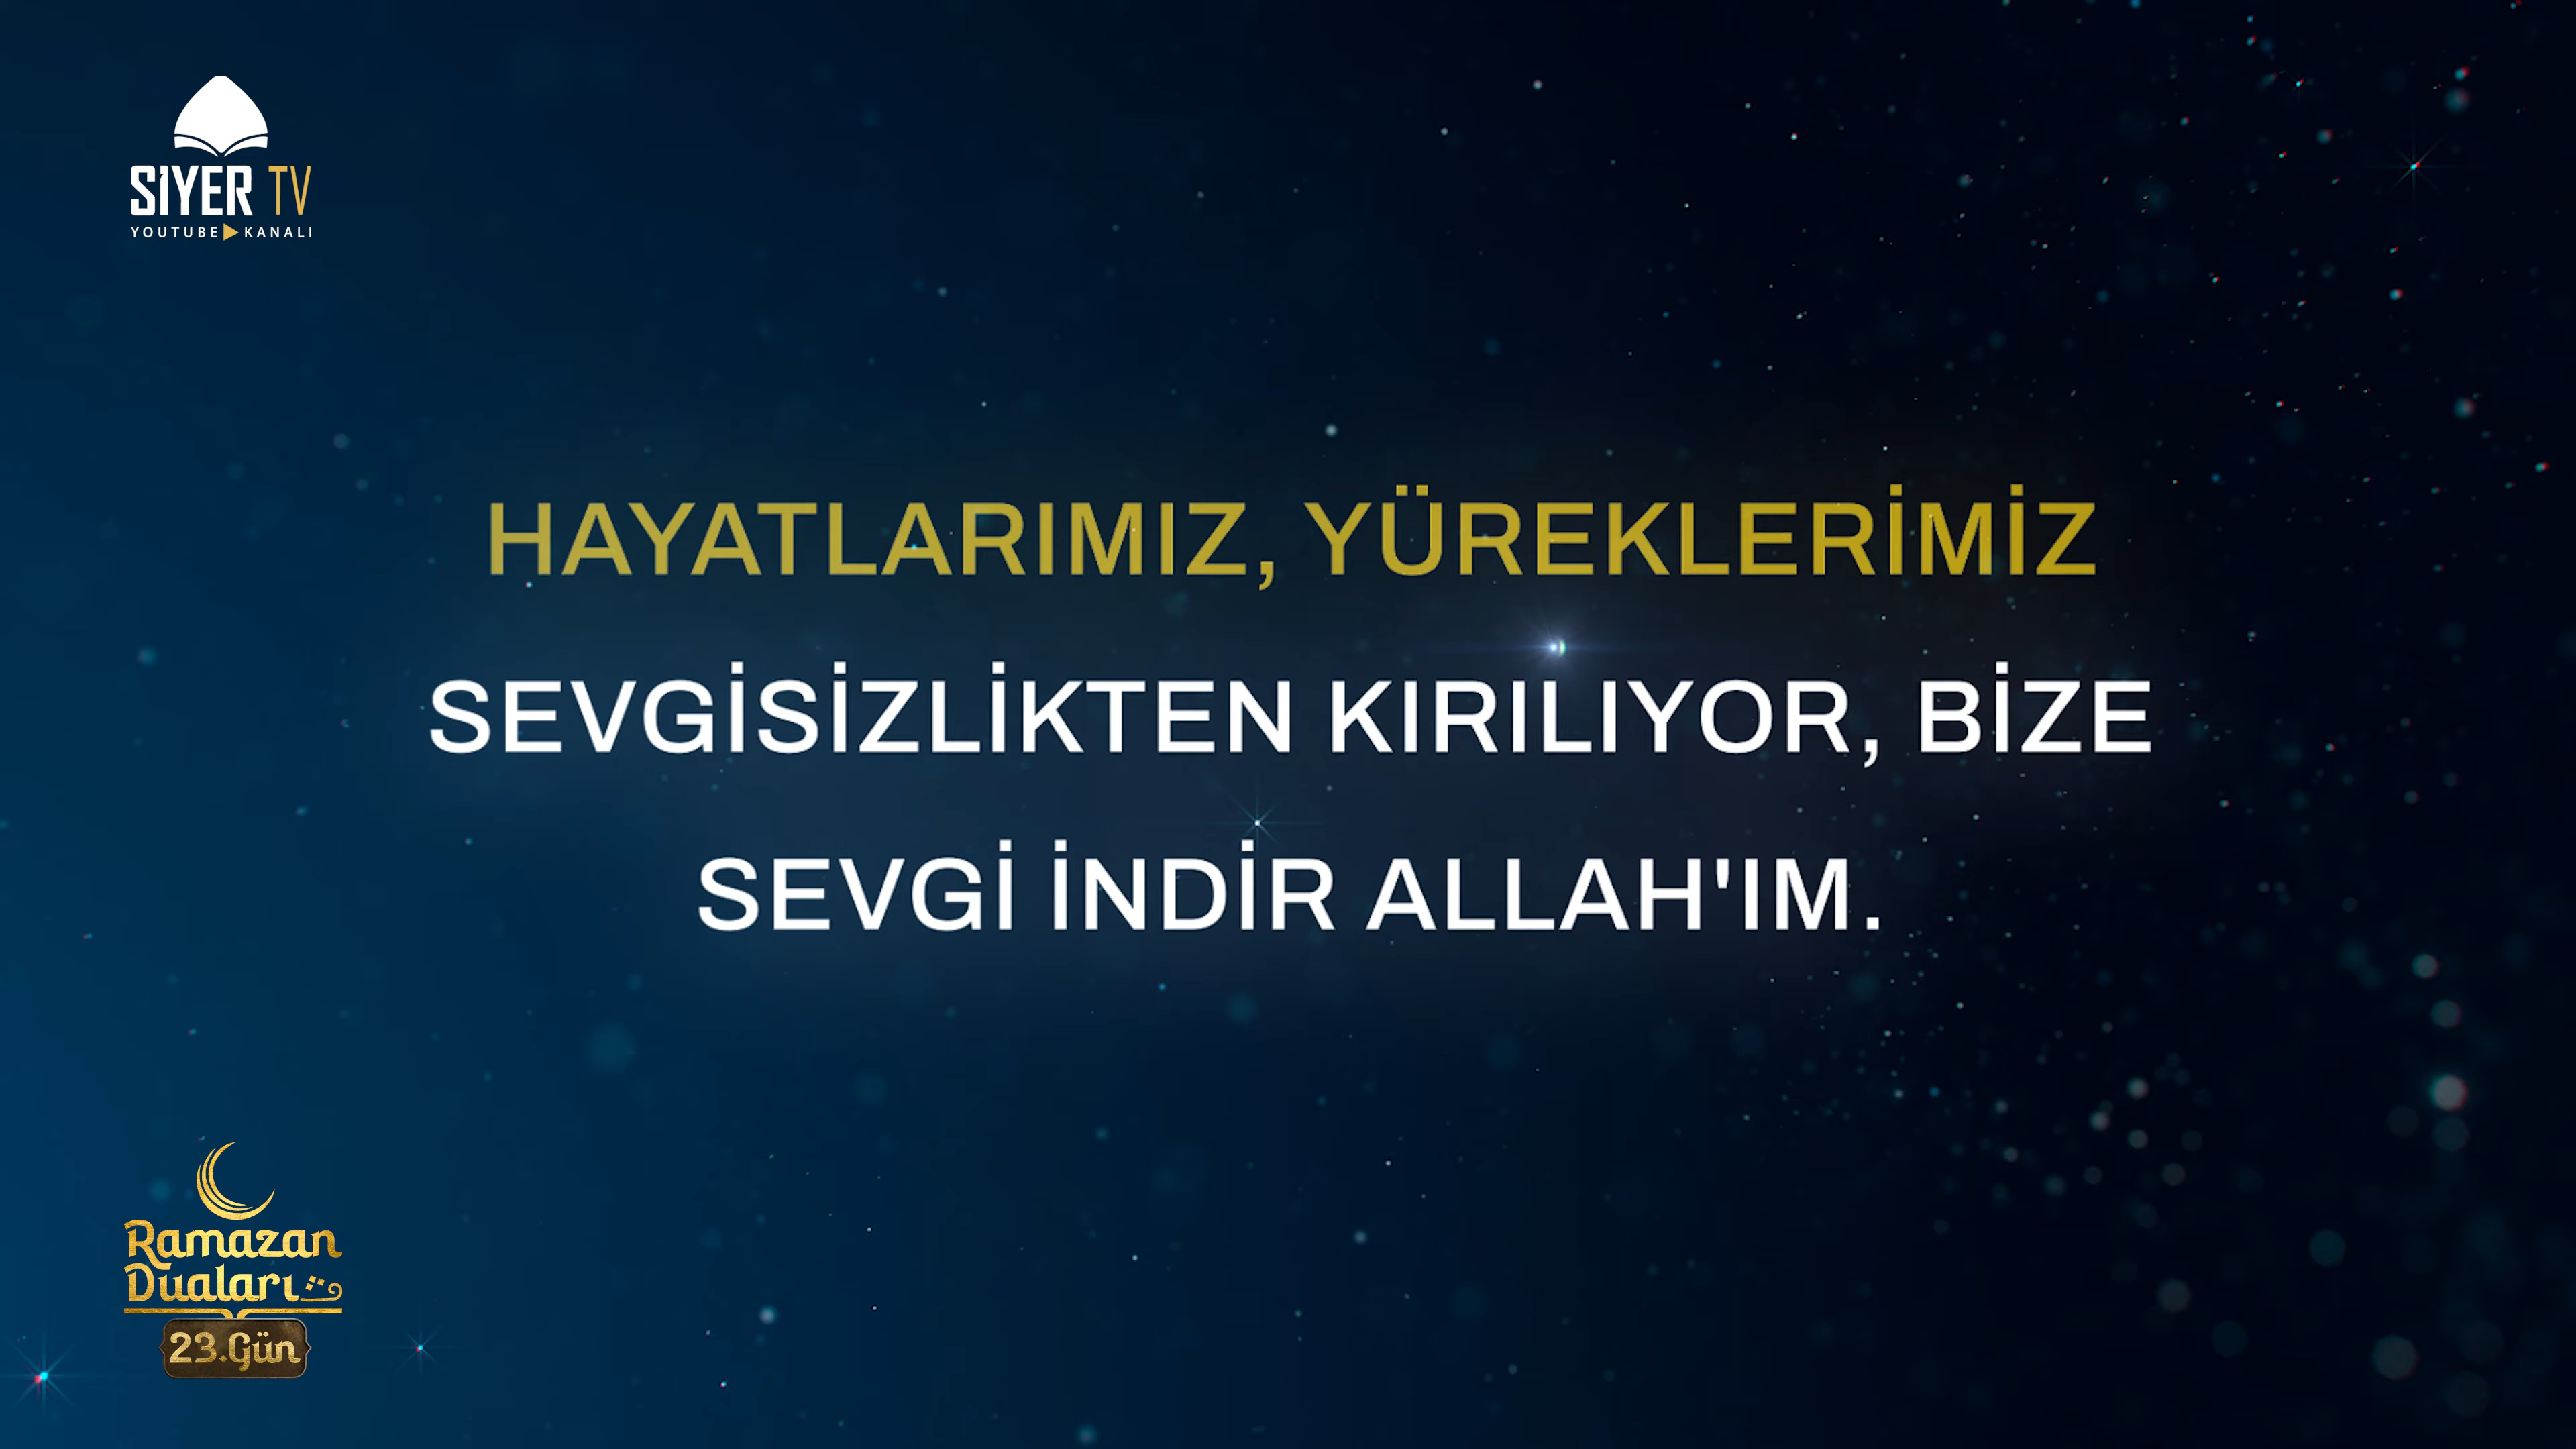 SİYER TV
YOUTUBE KANALI
HAYATLARIMIZ, YÜREKLERİMİZ
SEVGİSİZLİKTEN KIRILIYOR, BİZE
SEVGİ İNDİR ALLAH'IM.
Ramazan
Duaları
23.Gün